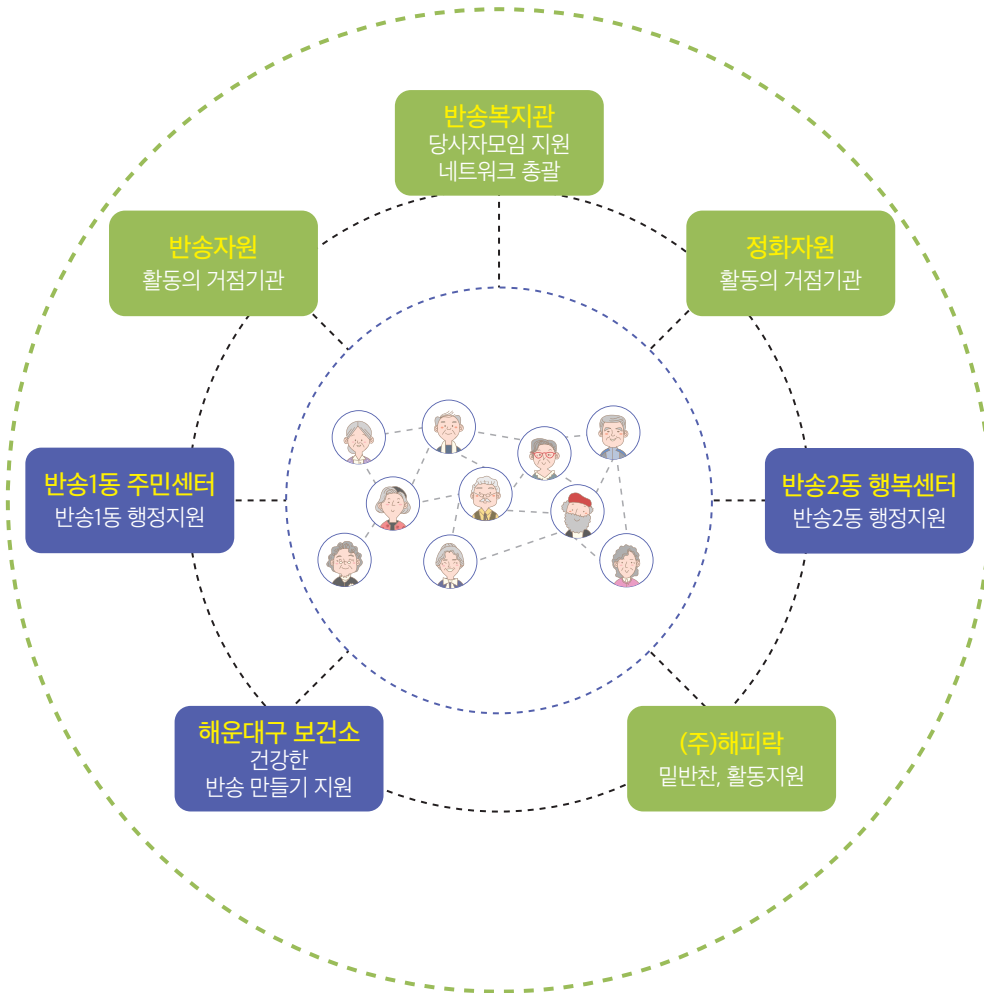 반송복지관
당사자모임 지원
네트워크 총괄
반송자원
활동의 거점기관
정화자원
활동의 거점기관
반송1동 주민센터
반송1동 행정지원
반송2동 행복센터
반송2동 행정지원
해운대구 보건소
건강한
반송 만들기 지원
(주)해피락
밑반찬, 활동지원